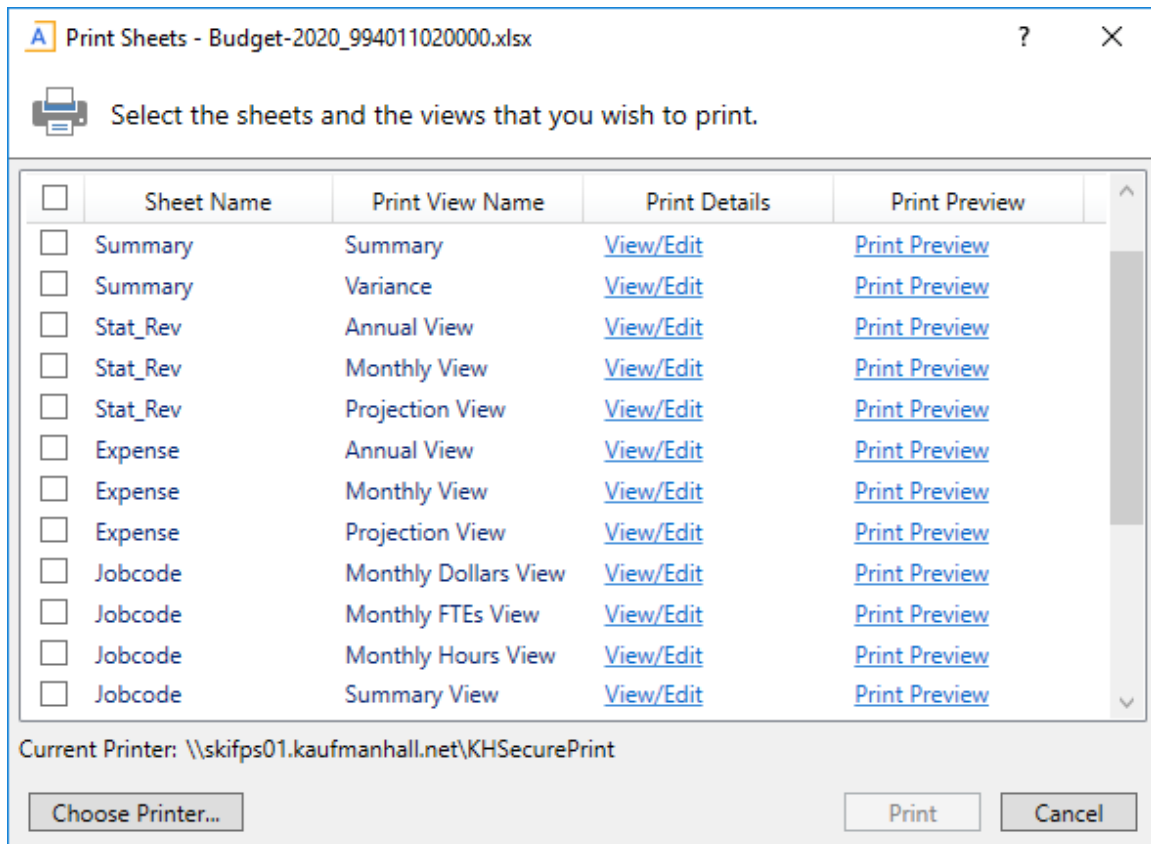 A Print Sheets - Budget-2020_994011020000.xlsx ?
Select the sheets and the views that you wish to print.
Sheet Name Print View Name Print Details Print Preview
Summary Summary View/Edit Print Preview
Summary Variance View/Edit Print Preview
Stat_Rev Annual View View/Edit Print Preview
Stat_Rev Monthly View View/Edit Print Preview
Stat_Rev Projection View View/Edit Print Preview
Expense Annual View View/Edit Print Preview
Expense Monthly View View/Edit Print Preview
Expense Projection View View/Edit Print Preview
Jobcode Monthly Dollars View View/Edit Print Preview
Jobcode Monthly FTEs View View/Edit Print Preview
Jobcode Monthly Hours View View/Edit Print Preview
Jobcode Summary View View/Edit Print Preview
Current Printer: \\skifps01.kaufmanhall.net\KHSecurePrint
Choose Printer... Print Cancel